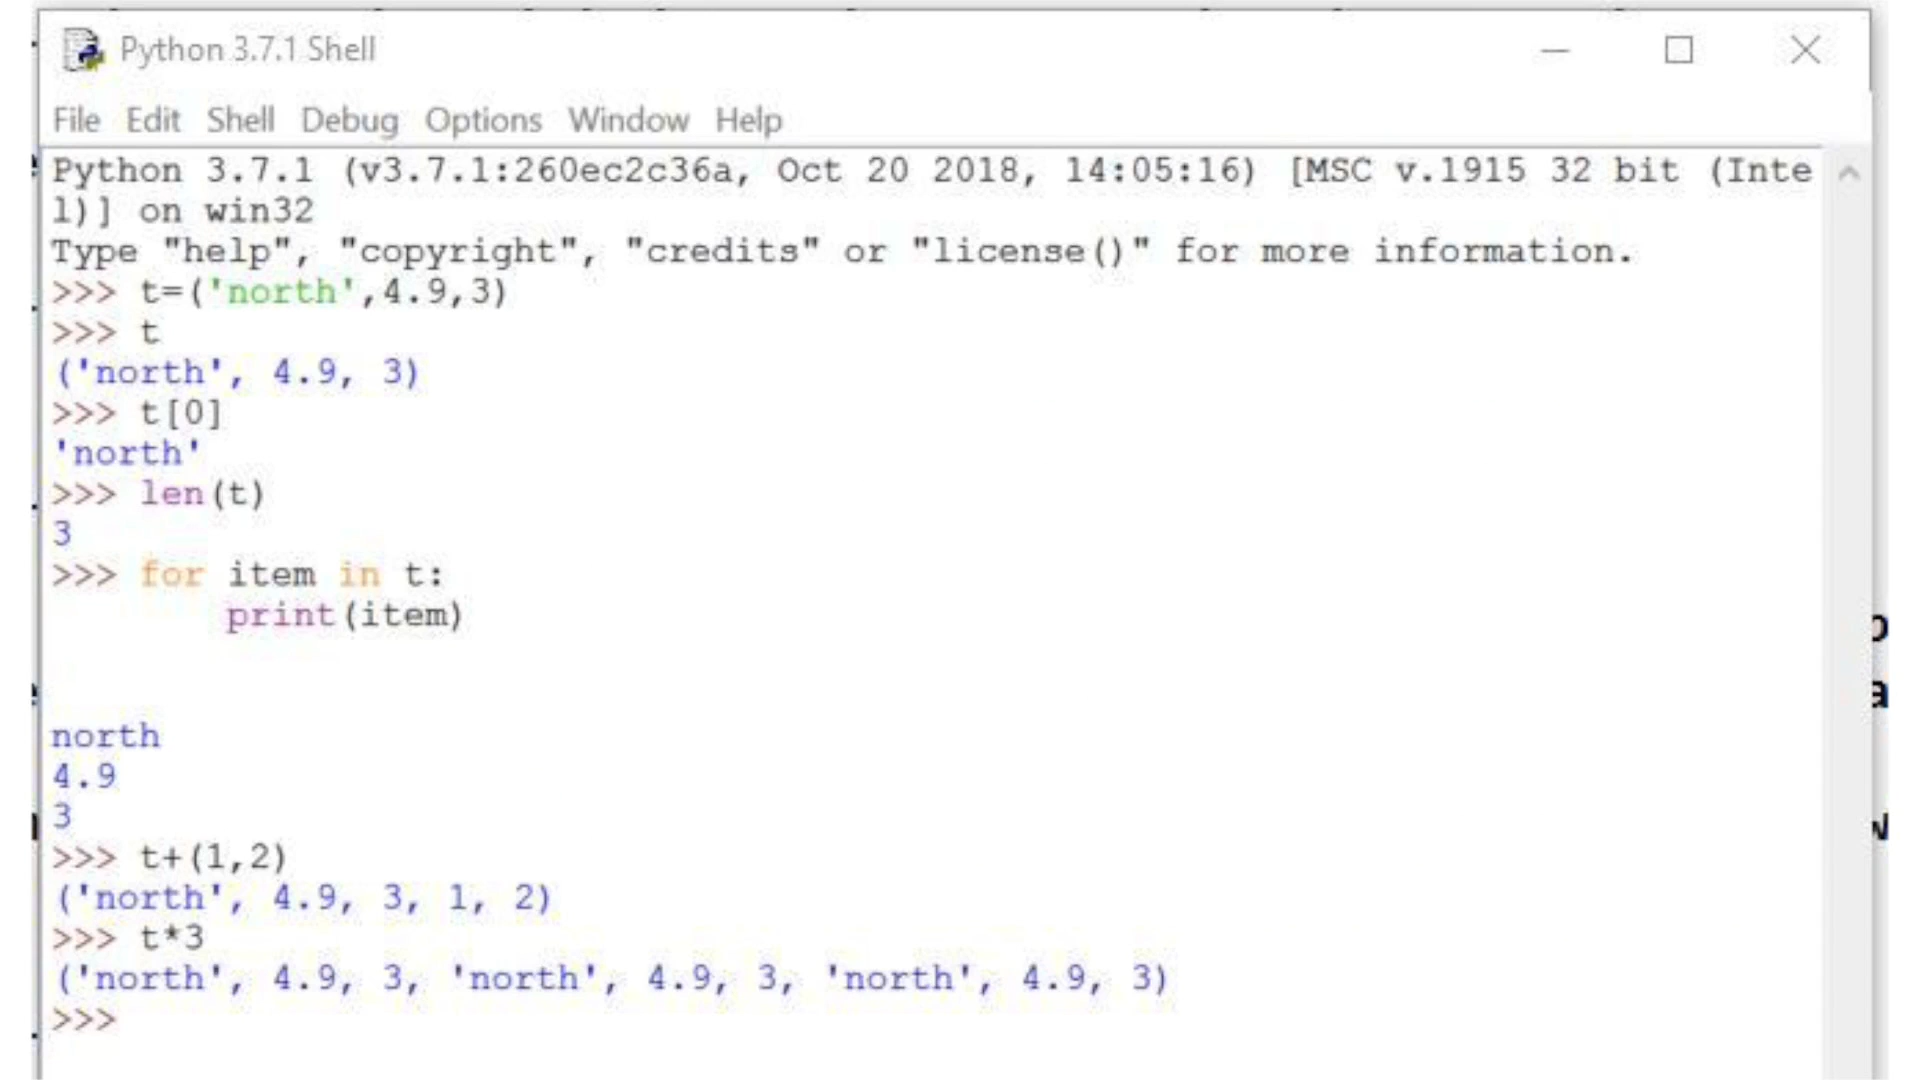 Python 3.7.1 Shell
File Edit Shell Debug Options Window Help
Python 3.7.1 (v3.7.1:260ec2c36a, Oct 20 2018, 14:05:16) [MSC v.1915 32 bit (Inte
l)] on win32
Type "help", "copyright", "credits" or "license()" for more information.
>>> t=('north',4.9,3)
>>> t
('north', 4.9, 3)
>>> t[0]
'north'
>>> len(t)
3
>>> for item in t:
print(item)
north
4.9
3
>>> t+(1,2)
('north', 4.9, 3, 1, 2)
>>> t*3
('north', 4.9, 3, 'north', 4.9, 3, 'north', 4.9, 3)
>>>